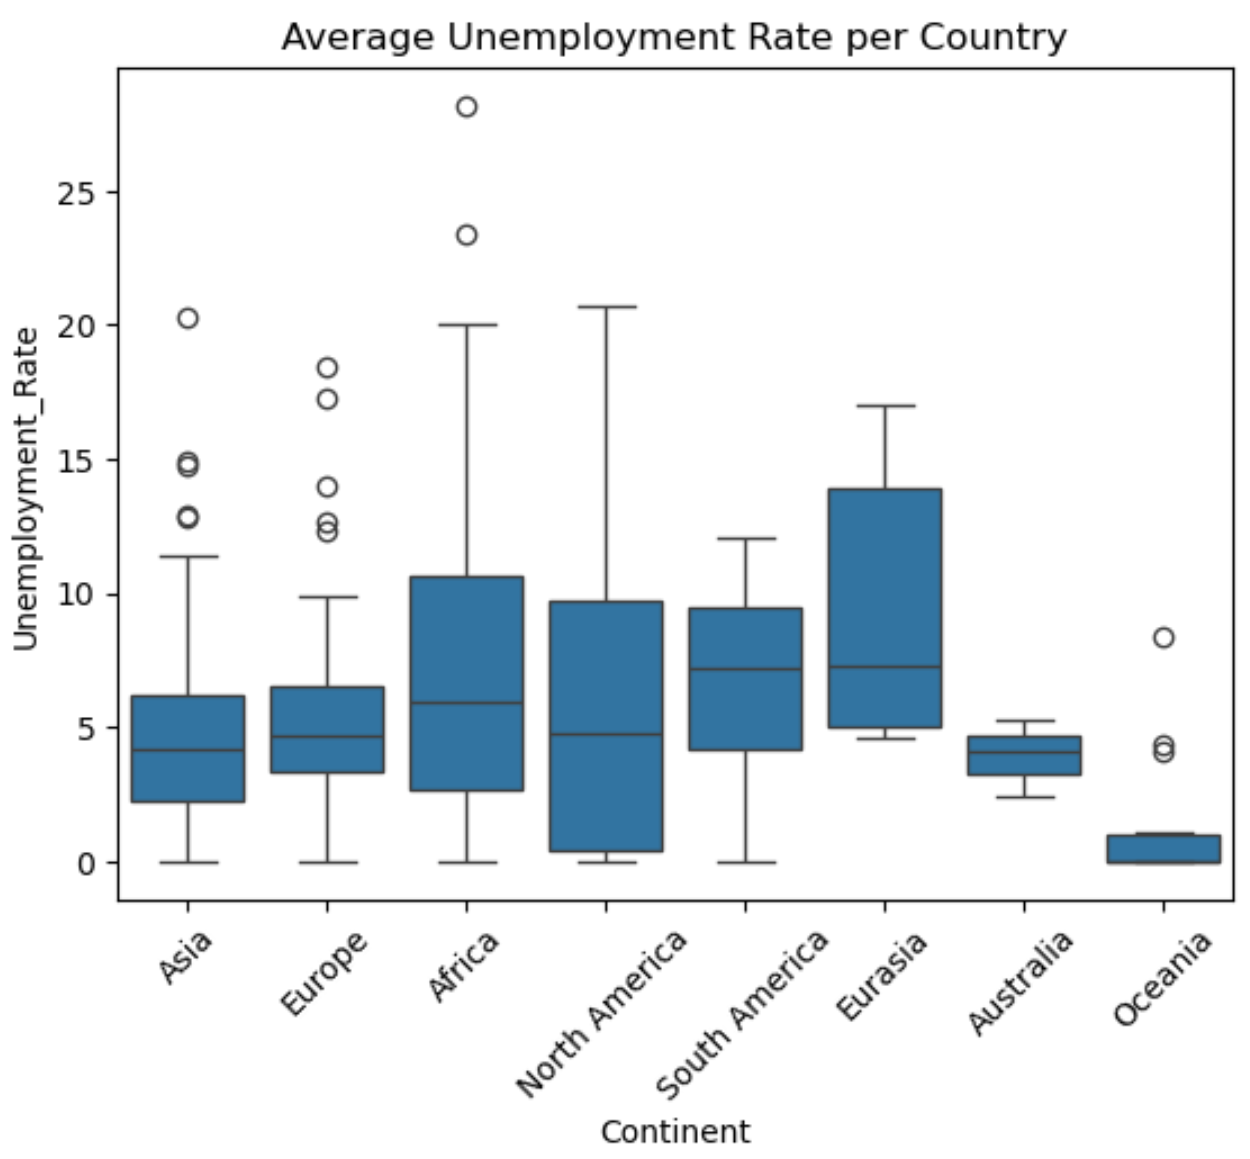 Average Unemployment Rate per Country
Unemployment_Rate
25
20
15
10
5
0
Asia
Europe
Africa
North America
South America
Eurasia
Australia
Oceania
Continent